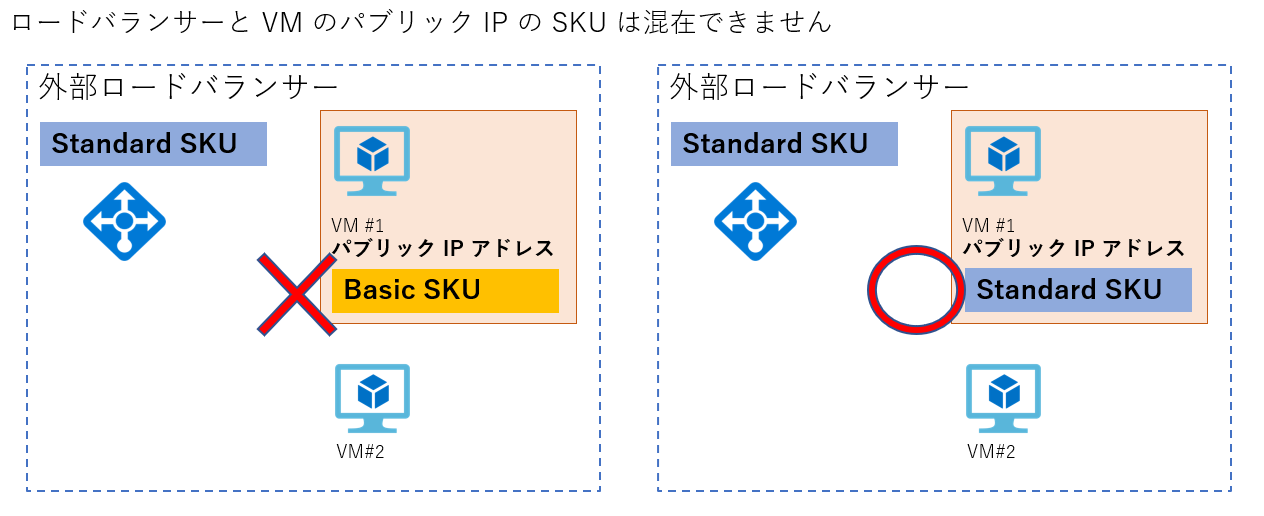 ロードバランサーと VM のパブリック IP の SKU は混在できません
外部ロードバランサー
Standard SKU
VM #1
パブリック IP アドレス
Basic SKU
VM#2
外部ロードバランサー
Standard SKU
VM #1
パブリック IP アドレス
Standard SKU
VM#2